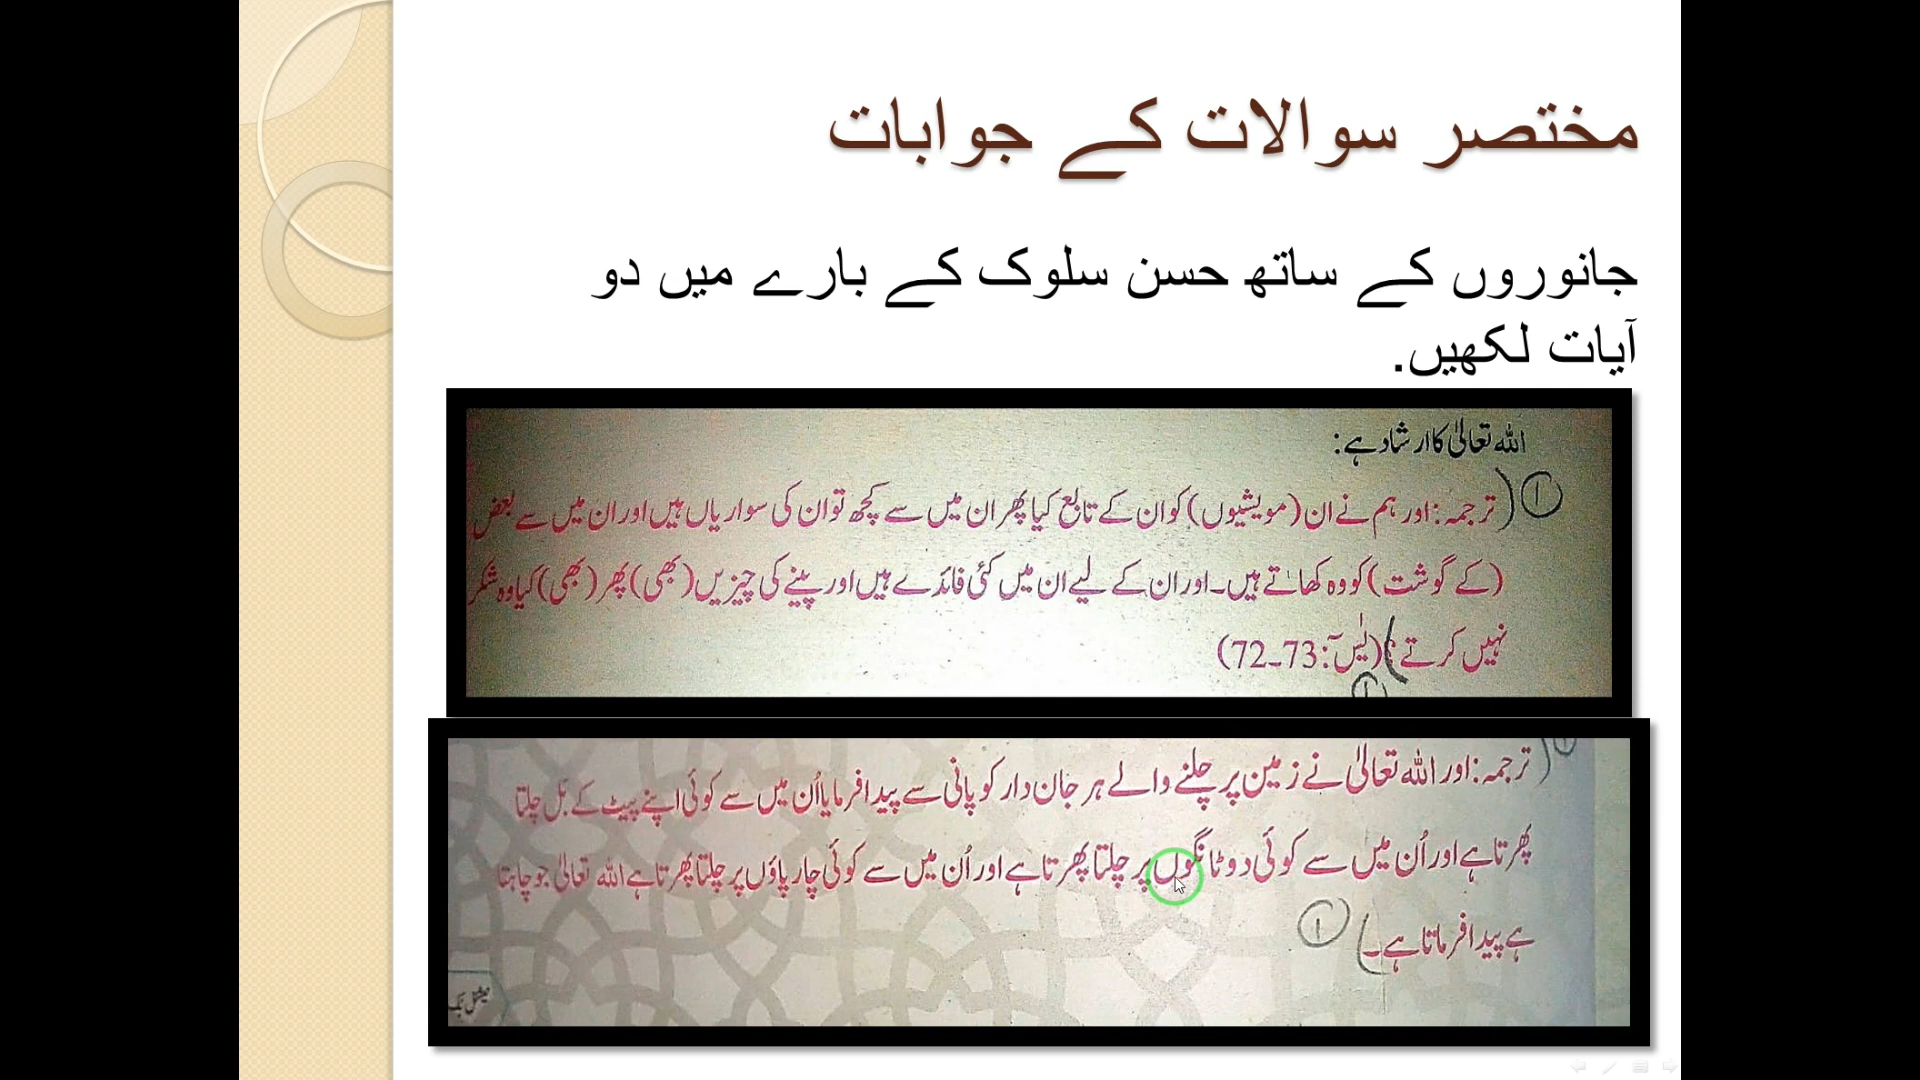 مختصر سوالات کے جوابات
جانوروں کے ساتھ حسن سلوک کے بارے میں دو
آیات لکھیں.
اللہ تعالیٰ کا ارشاد ہے:
ترجمہ: اور ہم نے ان (مویشیوں) کو ان کے تابع کیا پھر ان میں سے کچھ تو ان کی سواریاں ہیں اور ان میں سے بعض
(کے گوشت) کو وہ کھاتے ہیں۔ اور ان کے لیے ان میں کئی فائدے ہیں اور پینے کی چیزیں (بھی) پھر (بھی) کیا وہ شکر
نہیں کرتے (یٰسٓ: 73۔72)
ترجمہ: اور اللہ تعالیٰ نے زمین پر چلنے والے ہر جان دار کو پانی سے پیدا فرمایا اُن میں سے کوئی اپنے پیٹ کے بَل چلتا
پھرتا ہے اور اُن میں سے کوئی دو ٹانگوں پر چلتا پھرتا ہے اور اُن میں سے کوئی چار پاؤں پر چلتا پھرتا ہے اللہ تعالیٰ جو چاہتا
ہے پیدا فرماتا ہے۔
نیشنل بک